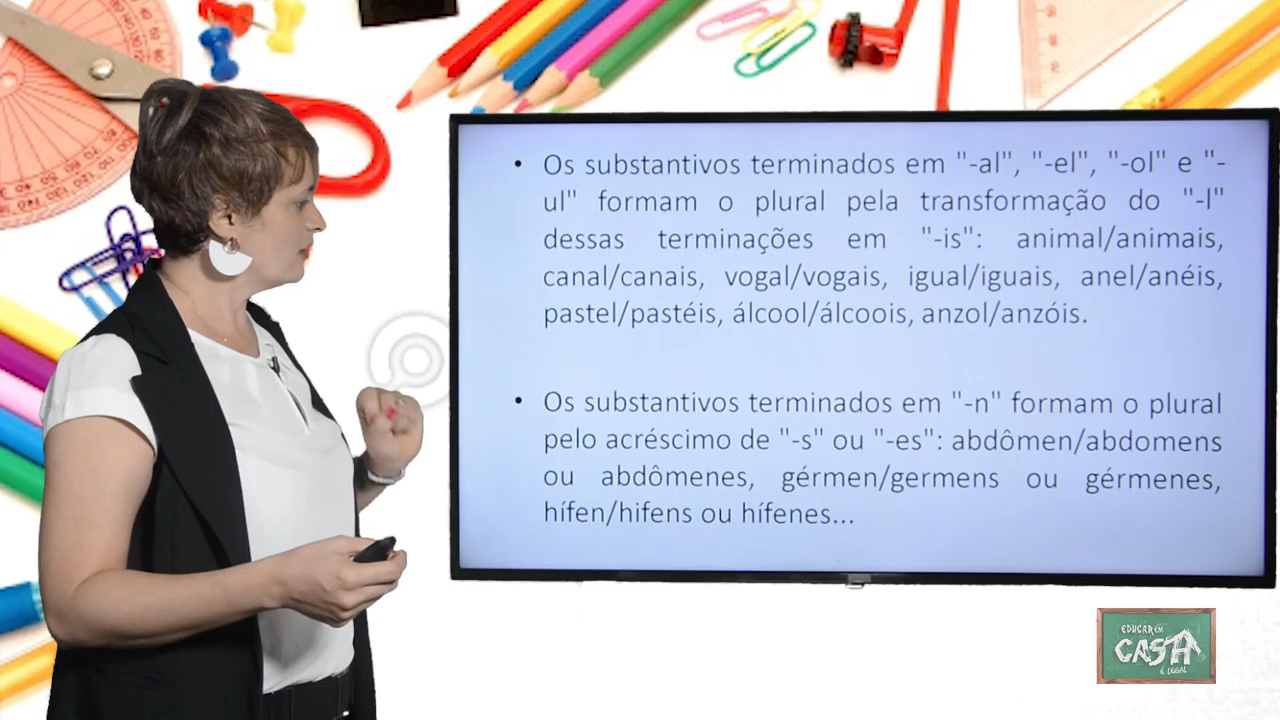 • Os substantivos terminados em "-al", "-el", "-ol" e "-
ul" formam o plural pela transformação do "-l"
dessas terminações em "-is": animal/animais,
canal/canais, vogal/vogais, igual/iguais, anel/anéis,
pastel/pastéis, álcool/álcoois, anzol/anzóis.
• Os substantivos terminados em "-n" formam o plural
pelo acréscimo de "-s" ou "-es": abdômen/abdomens
ou abdômenes, gérmen/germens ou gérmenes,
hífen/hifens ou hífenes...
EDUCAR EM
CASA
É LEGAL